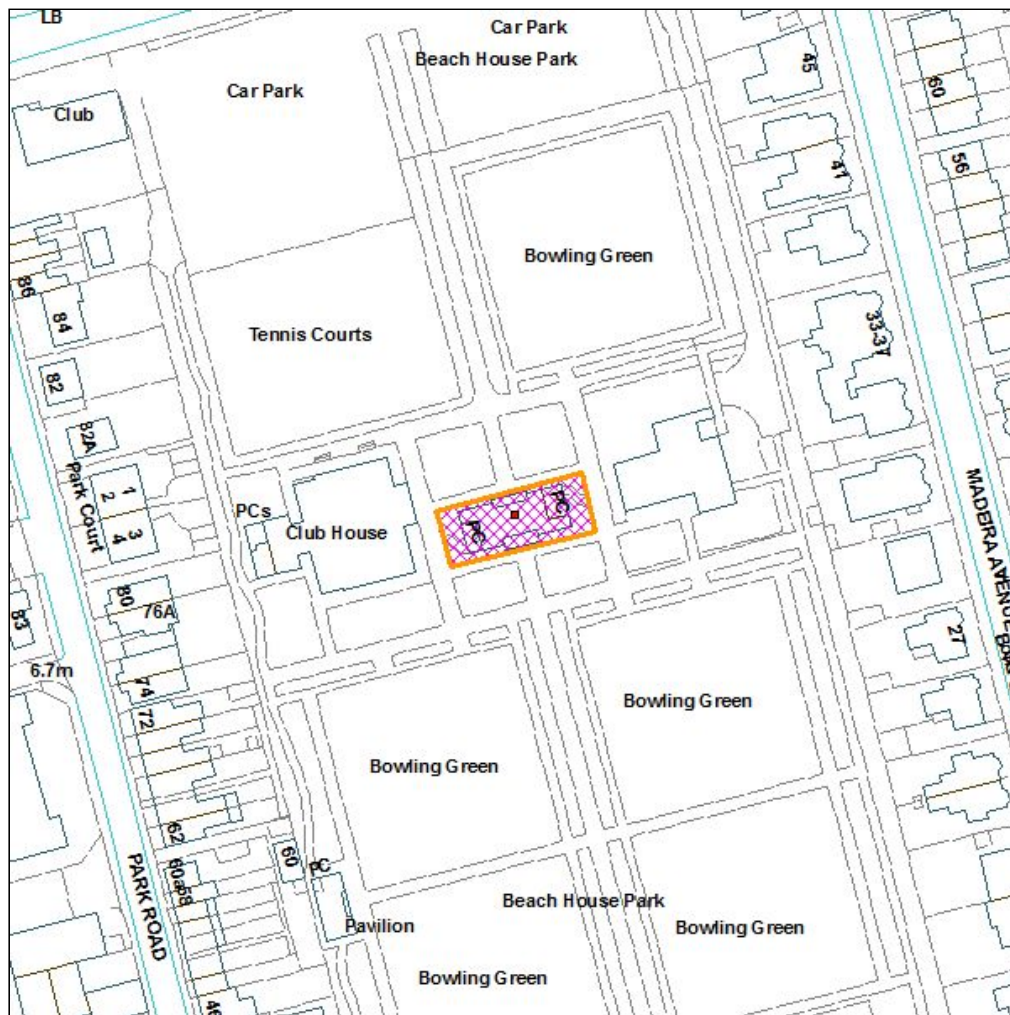 LB
Car Park
Beach House Park
Car Park
Club
45
60
41
56
Bowling Green
86
84
Tennis Courts
33-37
82
82A
Park Court
1
2
3
4
PCs
Club House
PC
PC
MADEIRA AVENUE
80
76A
83
27
6.7m
74
72
Bowling Green
Bowling Green
62
60
PC
60a
58
PARK ROAD
Beach House Park
Pavilion
Bowling Green
Bowling Green
46